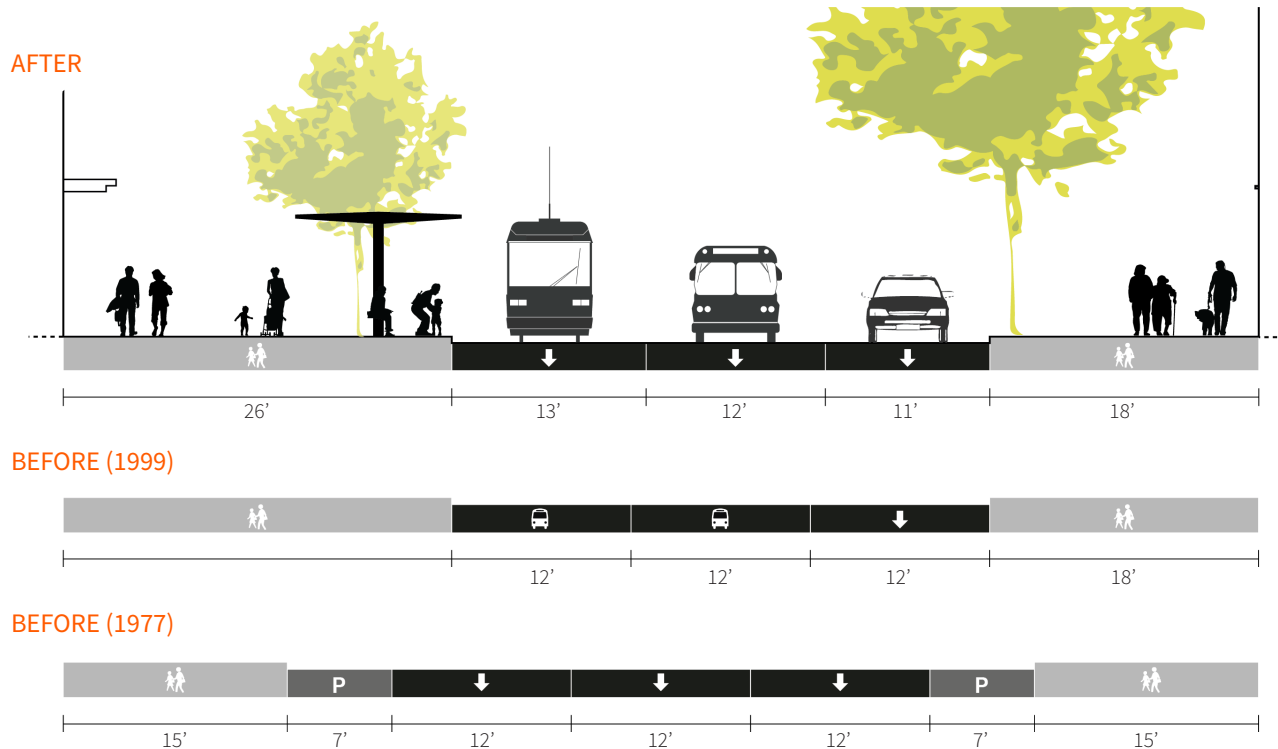 AFTER
26’ 13’ 12’ 11’ 18’
BEFORE (1999)
12’ 12’ 12’ 18’
BEFORE (1977)
P P
15’ 7’ 12’ 12’ 12’ 7’ 15’